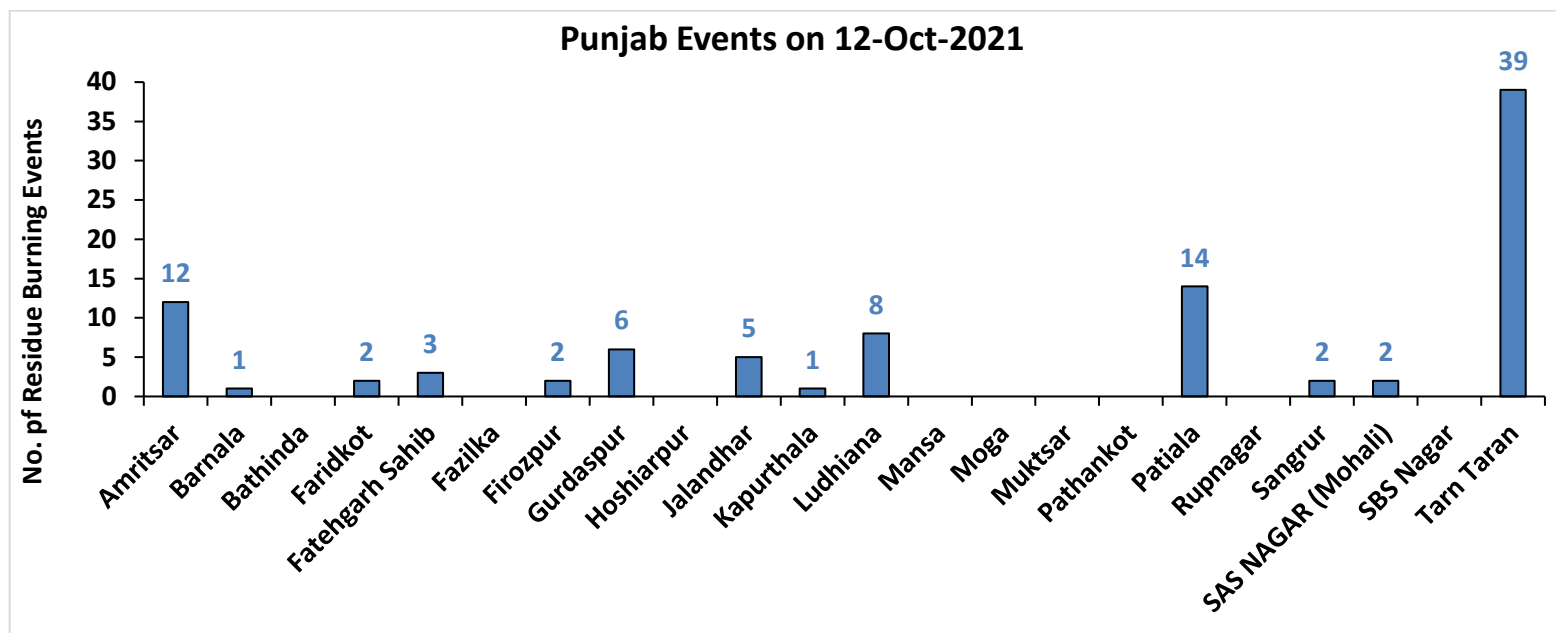 Punjab Events on 12-Oct-2021
No. pf Residue Burning Events
40
35
30
25
20
15
10
5
0
12
1
2
3
2
6
5
1
8
14
2
2
39
Amritsar
Barnala
Bathinda
Faridkot
Fatehgarh Sahib
Fazilka
Firozpur
Gurdaspur
Hoshiarpur
Jalandhar
Kapurthala
Ludhiana
Mansa
Moga
Muktsar
Pathankot
Patiala
Rupnagar
Sangrur
SAS NAGAR (Mohali)
SBS Nagar
Tarn Taran